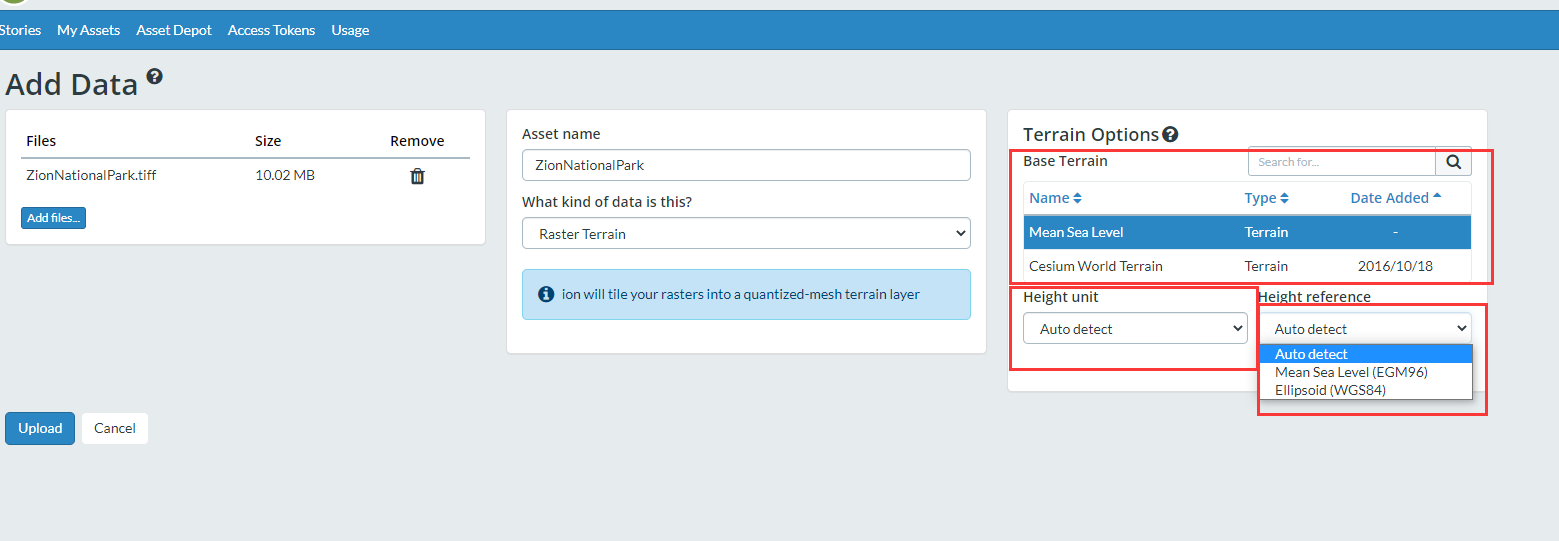 Stories My Assets Asset Depot Access Tokens Usage
Add Data
Files Size Remove
ZionNationalPark.tiff 10.02 MB
Add files...
Asset name
ZionNationalPark
What kind of data is this?
Raster Terrain
ion will tile your rasters into a quantized-mesh terrain layer
Terrain Options
Base Terrain
Search for...
Name Type Date Added
Mean Sea Level Terrain -
Cesium World Terrain Terrain 2016/10/18
Height unit
Auto detect
Height reference
Auto detect
Auto detect
Mean Sea Level (EGM96)
Ellipsoid (WGS84)
Upload Cancel